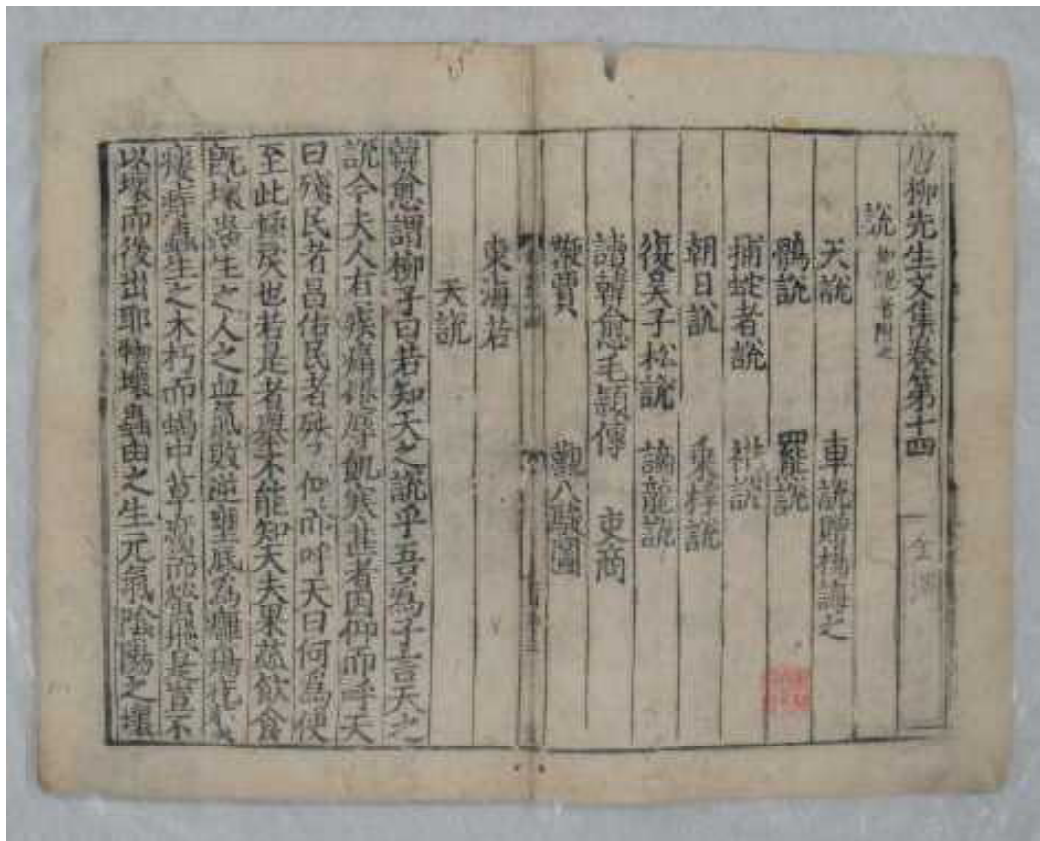 柳先生文集卷第十四
說
天說 車說贈楊誨之
鶻說 羆說
捕蛇者說 䄍說
朝日說 乘桴說
復吳子松說 謫龍說
讀韓愈毛頴傳 吏商
鞭賈 觀八駿圖
東海若
天說
韓愈謂柳子曰若知天之說乎吾為子言天之
說今夫人有疾痛倦辱飢寒甚者因仰而呼天
曰殘民者昌佑民者殃又仰而呼天曰何為使
至此極戾也若是者舉不能知天夫果蓏飲食
既壞蟲生之人之血氣敗逆壅底為癰瘍疣
瘻痔蟲生之木朽而蝎中草腐而螢飛是豈不
以壞而後出耶物壞蟲由之生元氣陰陽之壞